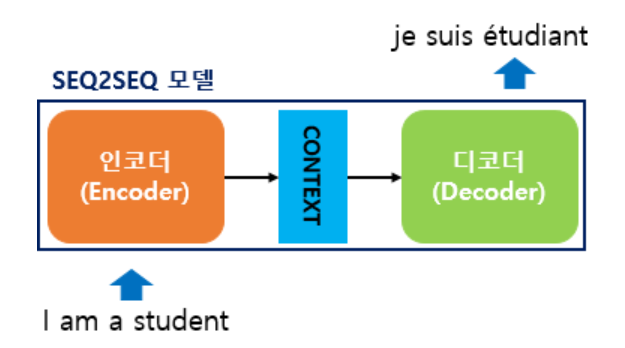 je suis étudiant
SEQ2SEQ 모델
인코더
(Encoder)
CONTEXT
디코더
(Decoder)
I am a student